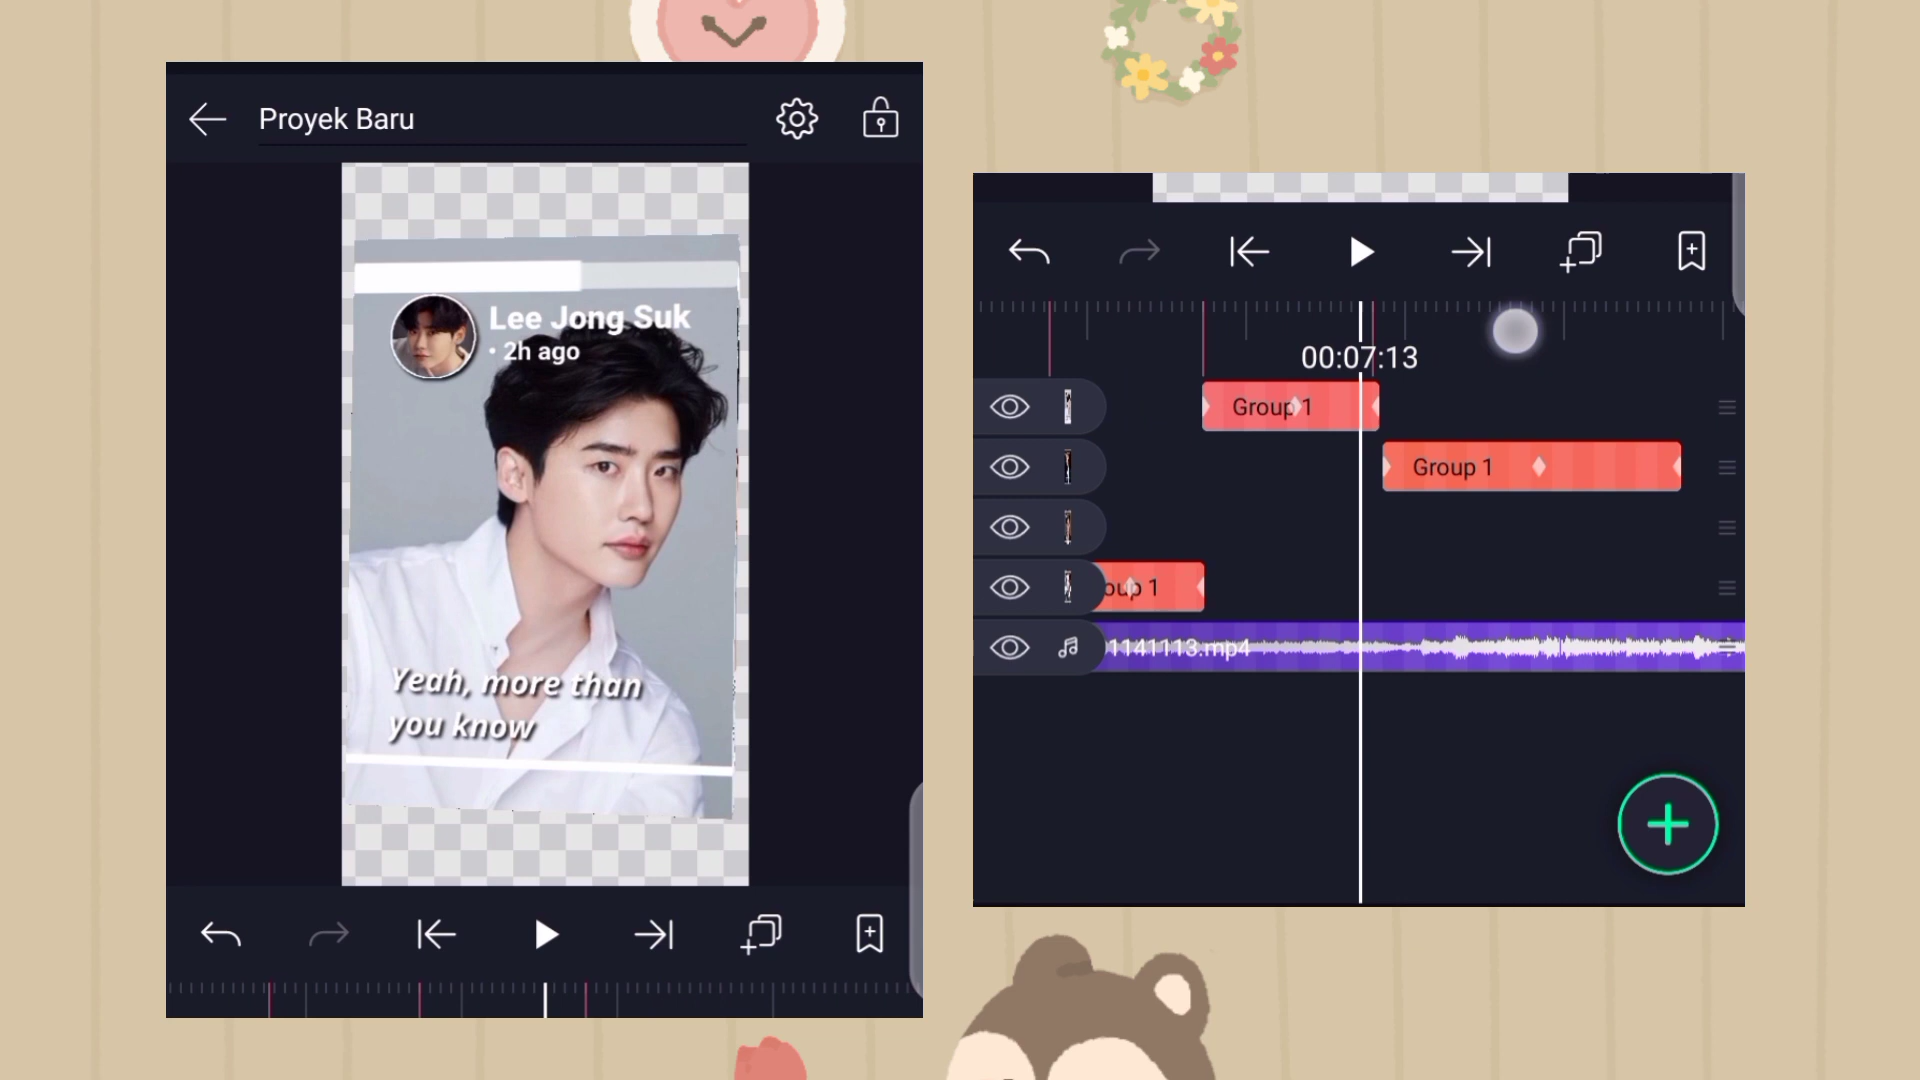 Proyek Baru
Lee Jong Suk
• 2h ago
Yeah, more than
you know
00:07:13
Group 1
Group 1
oup 1
1141113.mp4